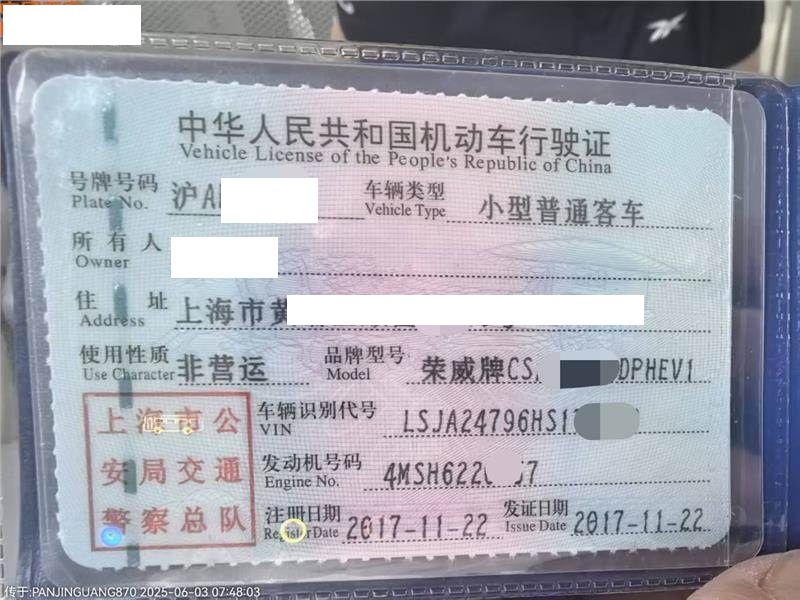 中华人民共和国机动车行驶证
Vehicle License of the People's Republic of China
号牌号码 沪A 车辆类型 小型普通客车
Plate No. Vehicle Type
所有人
Owner
住址 上海市黄
Address
使用性质 非营运 品牌型号 荣威牌CS DPHEV1
Use Character Model
上海市公
安局交通
警察总队
车辆识别代号 LSJA24796HS1
VIN
发动机号码 4MSH622 7
Engine No.
注册日期 2017-11-22 发证日期 2017-11-22
Register Date Issue Date
传于:PANJINGUANG870 2025-06-03 07:48:03